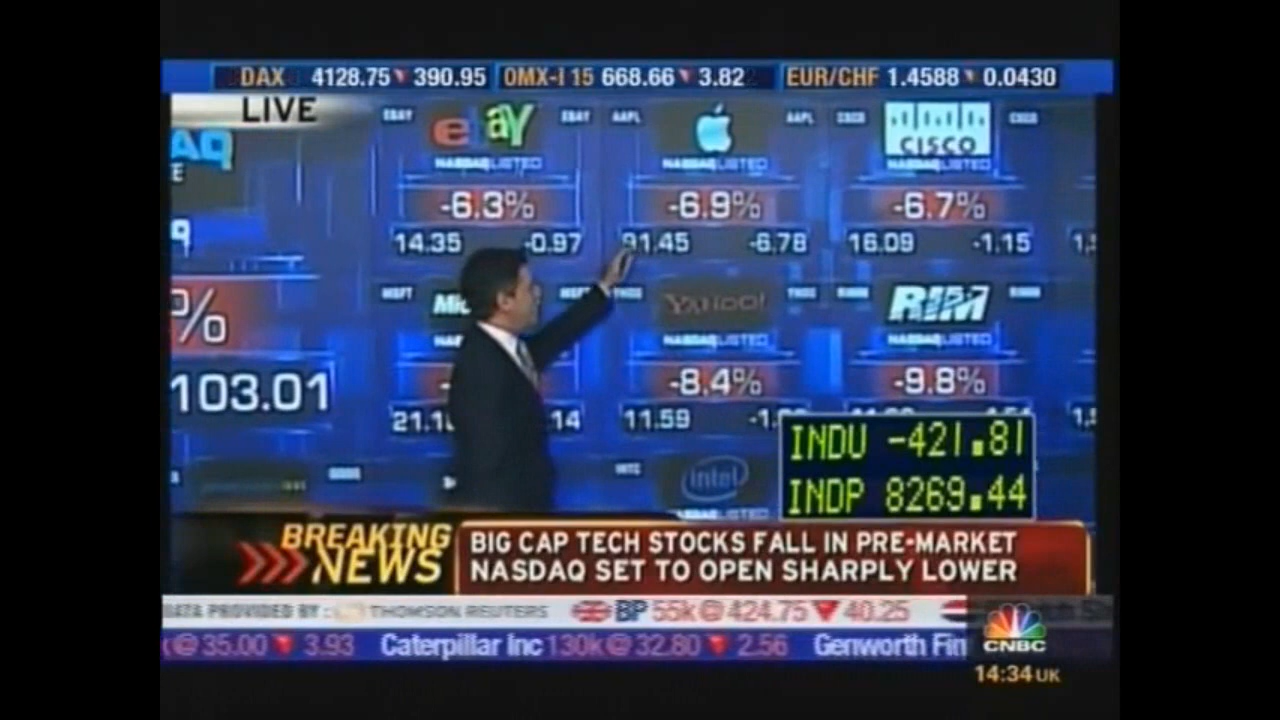 DAX 4128.75 390.95 OMX-i 15 668.66 3.82 EUR/CHF 1.4588 0.0430
LIVE
EBAY ebaY EBAY AAPL AAPL CSCO CISCO CSCO
NASDAQ LISTED NASDAQ LISTED NASDAQ LISTED
-6.3% -6.9% -6.7%
14.35 -0.97 91.45 -6.78 16.09 -1.15
MSFT MSFT YHOO YAHOO! YHOO RIMM RIM RIMM
NASDAQ LISTED NASDAQ LISTED
% -8.4% -9.8%
103.01
14 11.59
INDU -421.81
INDP 8269.44
INTC intel
NASDAQ LISTED
BREAKING NEWS
BIG CAP TECH STOCKS FALL IN PRE-MARKET
NASDAQ SET TO OPEN SHARPLY LOWER
DATA PROVIDED BY: THOMSON REUTERS BP 55k@424.75 40.25
@35.00 3.93 Caterpillar Inc 130k@32.80 2.56 Genworth Fin
CNBC
14:34 UK